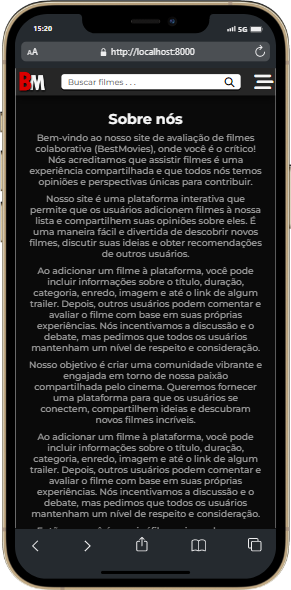 15:20
5G
AA
http://localhost:8000
BM
Buscar filmes . . .
Sobre nós
Bem-vindo ao nosso site de avaliação de filmes
colaborativa (BestMovies), onde você é o crítico!
Nós acreditamos que assistir filmes é uma
experiência compartilhada e que todos nós temos
opiniões e perspectivas únicas para contribuir.
Nosso site é uma plataforma interativa que
permite que os usuários adicionem filmes à nossa
lista e compartilhem suas opiniões sobre eles. É
uma maneira fácil e divertida de descobrir novos
filmes, discutir suas ideias e obter recomendações
de outros usuários.
Ao adicionar um filme à plataforma, você pode
incluir informações sobre o título, duração,
categoria, enredo, imagem e até o link de algum
trailer. Depois, outros usuários podem comentar e
avaliar o filme com base em suas próprias
experiências. Nós incentivamos a discussão e o
debate, mas pedimos que todos os usuários
mantenham um nível de respeito e consideração.
Nosso objetivo é criar uma comunidade vibrante e
engajada em torno de nossa paixão
compartilhada pelo cinema. Queremos fornecer
uma plataforma para que os usuários se
conectem, compartilhem ideias e descubram
novos filmes incríveis.
Ao adicionar um filme à plataforma, você pode
incluir informações sobre o título, duração,
categoria, enredo, imagem e até o link de algum
trailer. Depois, outros usuários podem comentar e
avaliar o filme com base em suas próprias
experiências. Nós incentivamos a discussão e o
debate, mas pedimos que todos os usuários
mantenham um nível de respeito e consideração.